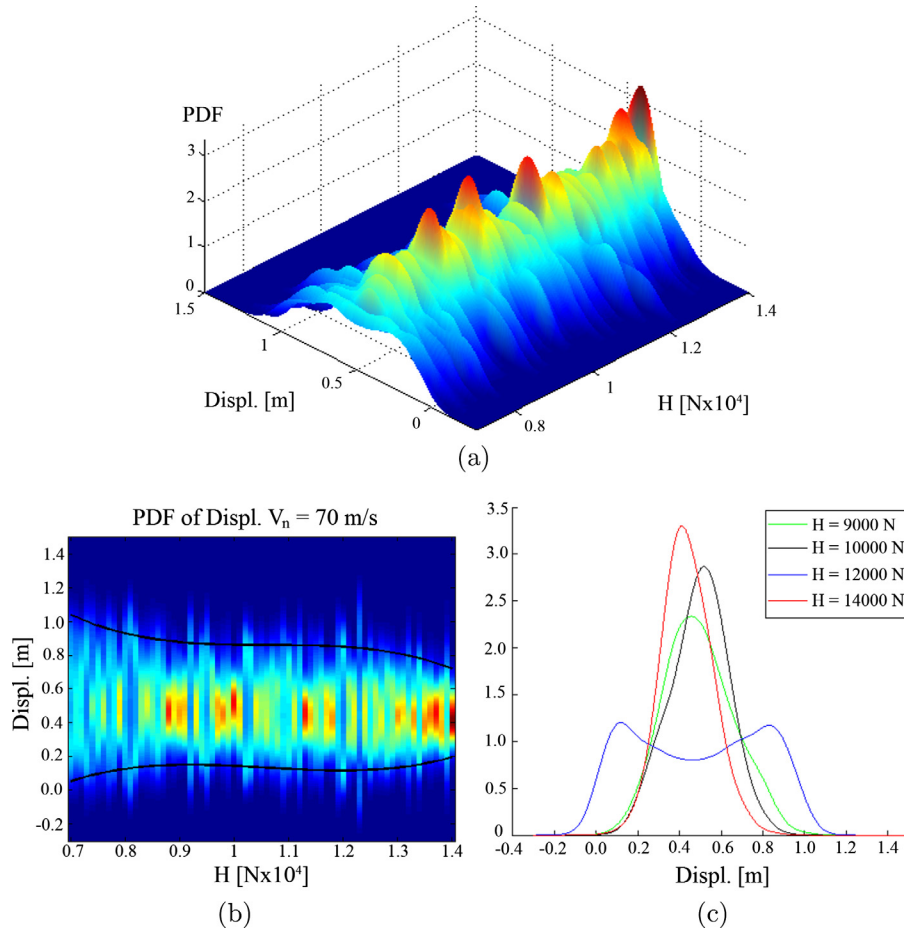 PDF
3
2
1
0
1.5
1
0.5
0
Displ. [m]
0.8
1
1.2
1.4
H [Nx10⁴]
(a)
PDF of Displ. Vₙ = 70 m/s
1.4
1.2
1.0
0.8
0.6
0.4
0.2
0.0
-0.2
Displ. [m]
0.7 0.8 0.9 1 1.1 1.2 1.3 1.4
H [Nx10⁴]
(b)
3.5
3.0
2.5
2.0
1.5
1.0
0.5
0
H = 9000 N
H = 10000 N
H = 12000 N
H = 14000 N
-0.4 -0.2 0.0 0.2 0.4 0.6 0.8 1.0 1.2 1.4
Displ. [m]
(c)